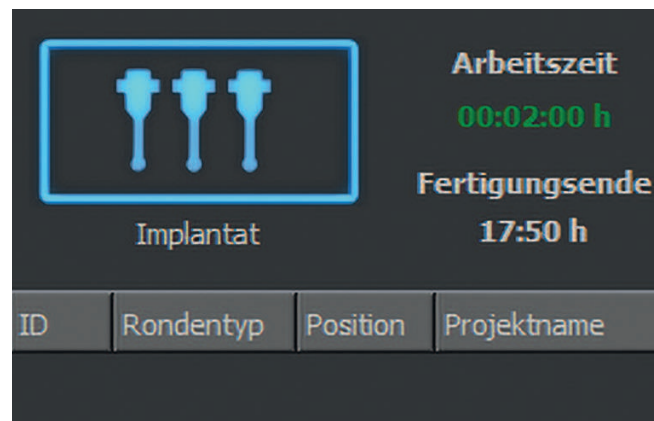 Arbeitszeit
00:02:00 h
Fertigungsende
17:50 h
Implantat
ID Rondentyp Position Projektname